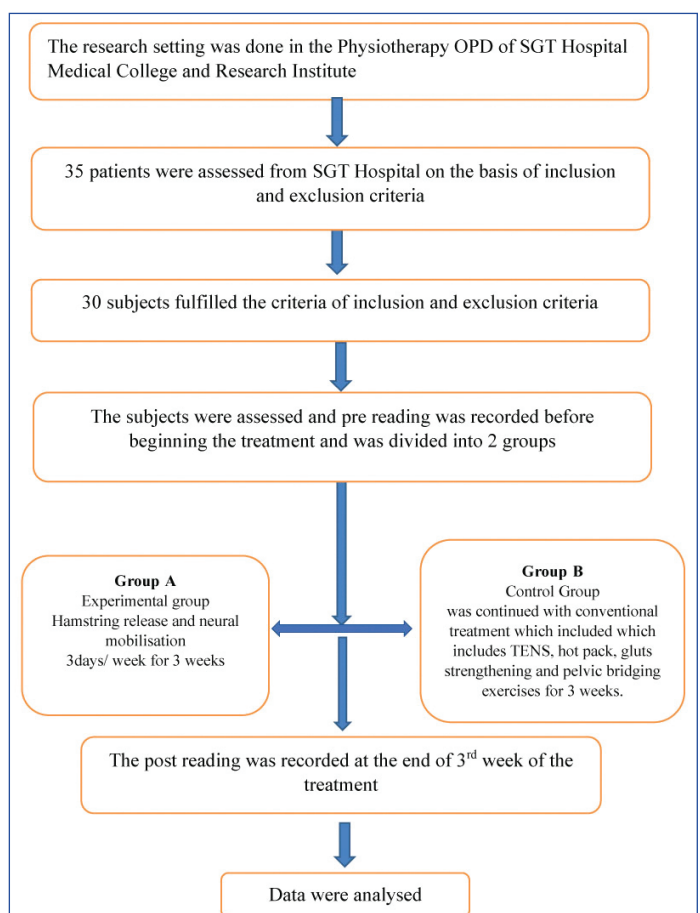 The research setting was done in the Physiotherapy OPD of SGT Hospital
Medical College and Research Institute
35 patients were assessed from SGT Hospital on the basis of inclusion
and exclusion criteria
30 subjects fulfilled the criteria of inclusion and exclusion criteria
The subjects were assessed and pre reading was recorded before
beginning the treatment and was divided into 2 groups
Group A
Experimental group
Hamstring release and neural
mobilisation
3days/ week for 3 weeks
Group B
Control Group
was continued with conventional
treatment which included which
includes TENS, hot pack, gluts
strengthening and pelvic bridging
exercises for 3 weeks.
The post reading was recorded at the end of 3rd week of the
treatment
Data were analysed